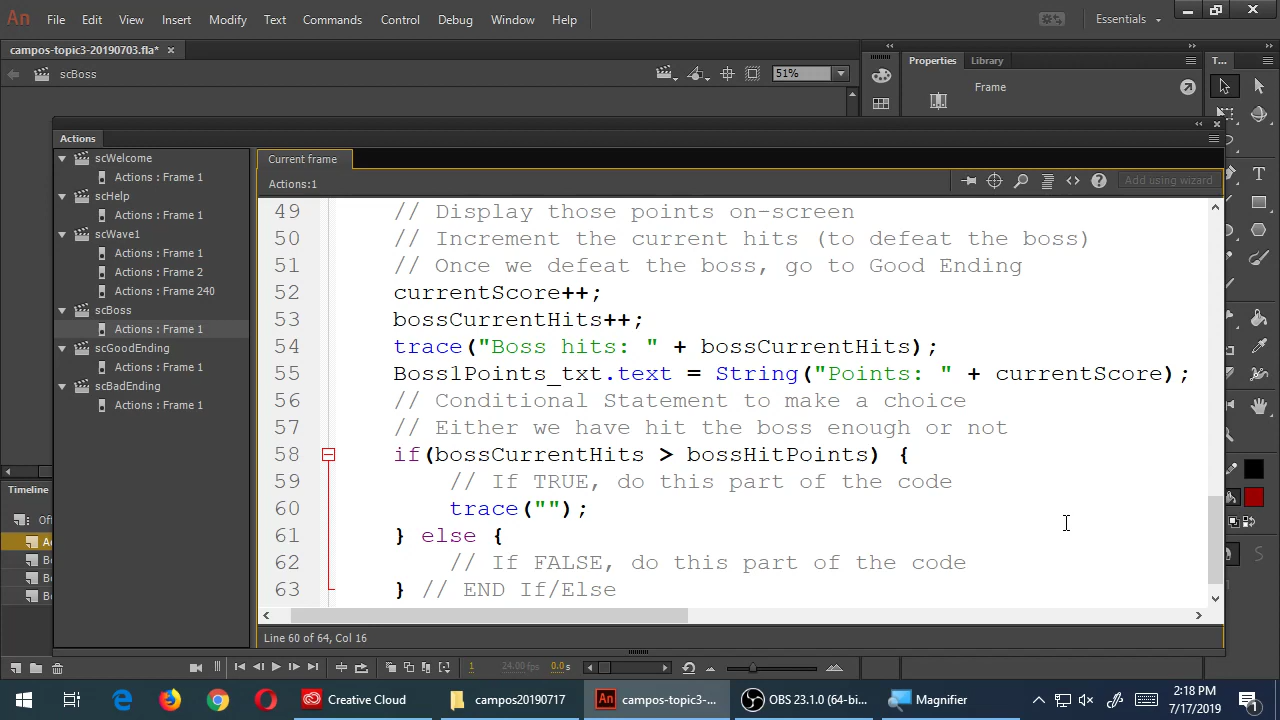 An File Edit View Insert Modify Text Commands Control Debug Window Help Essentials
campos-topic3-20190703.fla* ×
scBoss 51% Properties Library T...
Frame
Actions
scWelcome
Actions : Frame 1
scHelp
Actions : Frame 1
scWave1
Actions : Frame 1
Actions : Frame 2
Actions : Frame 240
scBoss
Actions : Frame 1
scGoodEnding
Actions : Frame 1
scBadEnding
Actions : Frame 1
Current frame
Actions:1 Add using wizard
49 // Display those points on-screen
50 // Increment the current hits (to defeat the boss)
51 // Once we defeat the boss, go to Good Ending
52 currentScore++;
53 bossCurrentHits++;
54 trace("Boss hits: " + bossCurrentHits);
55 Boss1Points_txt.text = String("Points: " + currentScore);
56 // Conditional Statement to make a choice
57 // Either we have hit the boss enough or not
58 if(bossCurrentHits > bossHitPoints) {
59 // If TRUE, do this part of the code
60 trace("");
61 } else {
62 // If FALSE, do this part of the code
63 } // END If/Else
Line 60 of 64, Col 16
Timeline
1 24.00 fps 0.0 s
Creative Cloud campos20190717 campos-topic3-... OBS 23.1.0 (64-bi... Magnifier
2:18 PM
7/17/2019
1